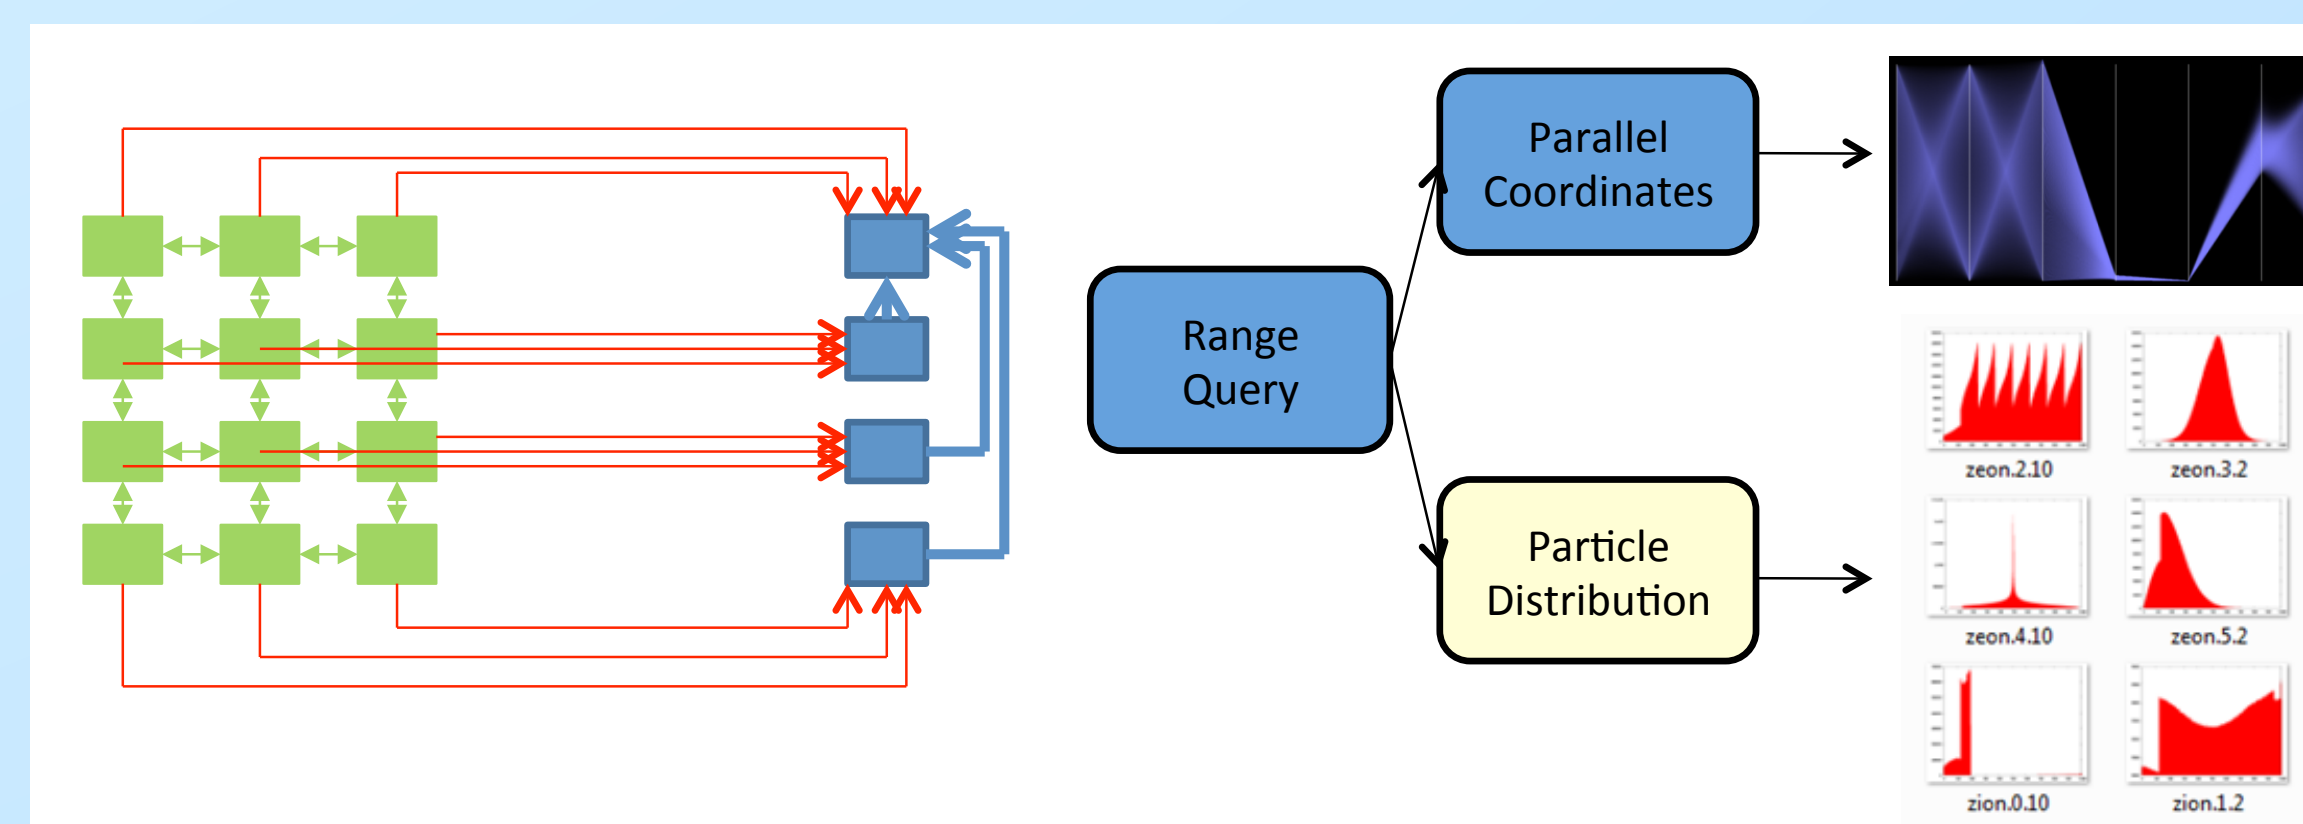 Parallel
Coordinates
Range
Query
Particle
Distribution
zeon.2.10
zeon.3.2
zeon.4.10
zeon.5.2
zion.0.10
zion.1.2